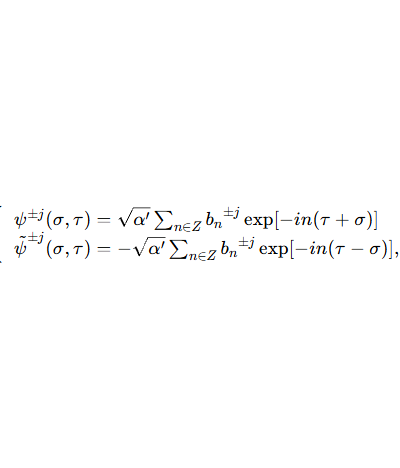 ψ^{±j}(σ, τ) = √α′ ∑_{n∈Z} b_n^{±j} exp[−in(τ + σ)]
ψ̃^{±j}(σ, τ) = −√α′ ∑_{n∈Z} b_n^{±j} exp[−in(τ − σ)],